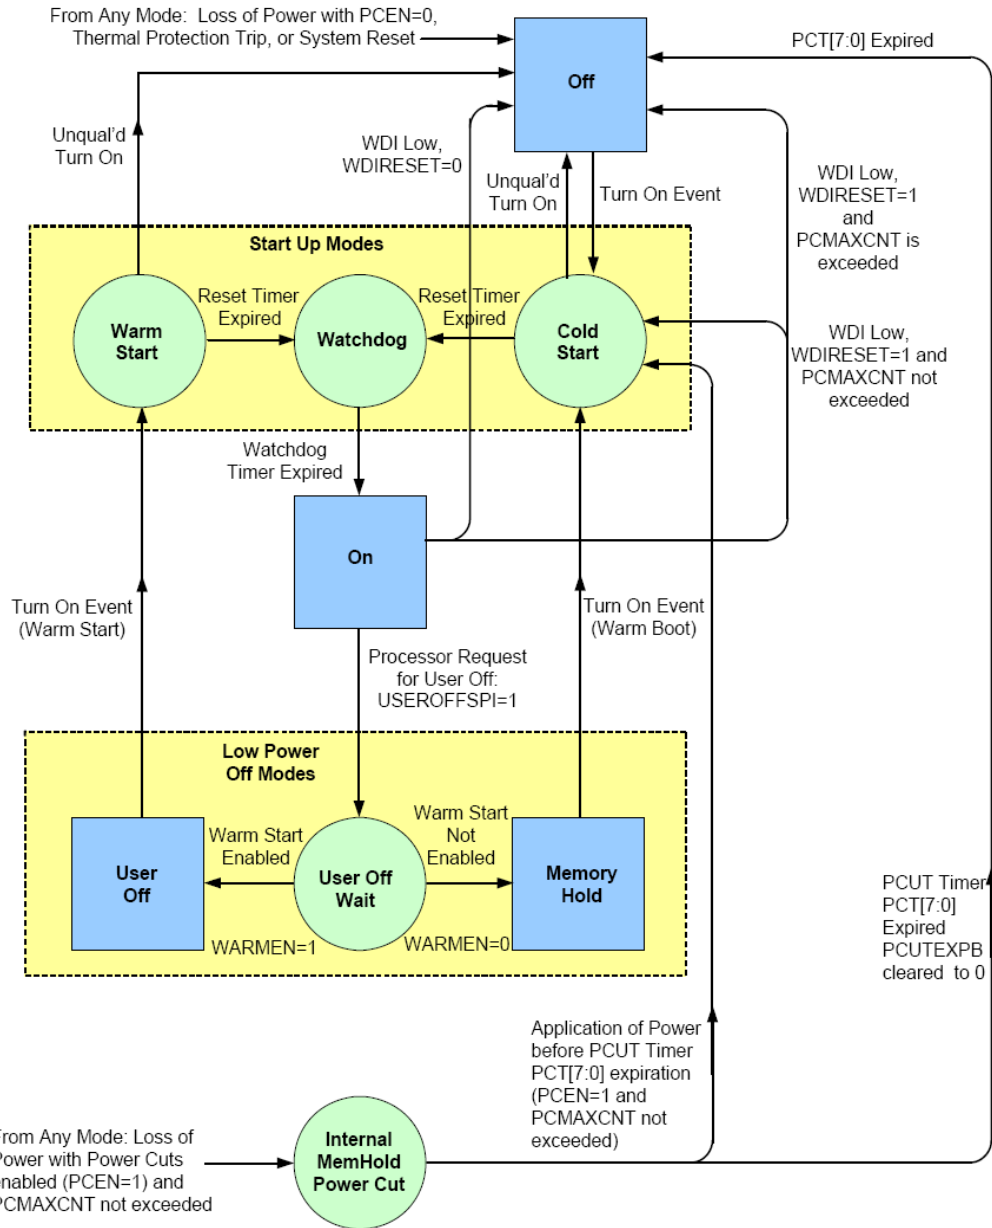 From Any Mode: Loss of Power with PCEN=0,
Thermal Protection Trip, or System Reset
Off
PCT[7:0] Expired
Unqual'd
Turn On
WDI Low,
WDIRESET=0
Unqual'd
Turn On
Turn On Event
WDI Low,
WDIRESET=1
and
PCMAXCNT is
exceeded
Start Up Modes
Warm
Start
Reset Timer
Expired
Watchdog
Reset Timer
Expired
Cold
Start
WDI Low,
WDIRESET=1 and
PCMAXCNT not
exceeded
Watchdog
Timer Expired
On
Turn On Event
(Warm Start)
Turn On Event
(Warm Boot)
Processor Request
for User Off:
USEROFFSPI=1
Low Power
Off Modes
User
Off
Warm Start
Enabled
WARMEN=1
User Off
Wait
Warm Start
Not
Enabled
WARMEN=0
Memory
Hold
PCUT Timer
PCT[7:0]
Expired
PCUTEXPB
cleared to 0
Application of Power
before PCUT Timer
PCT[7:0] expiration
(PCEN=1 and
PCMAXCNT not
exceeded)
From Any Mode: Loss of
Power with Power Cuts
enabled (PCEN=1) and
PCMAXCNT not exceeded
Internal
MemHold
Power Cut